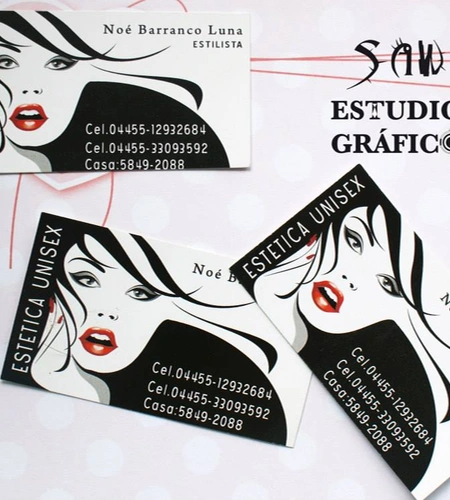 Noé Barranco Luna
ESTILISTA
Cel.04455-12932684
Cel.04455-33093592
Casa:5849-2088
ESTUDIO
GRÁFICO
ESTETICA UNISEX
Noé B
Cel.04455-12932684
Cel.04455-33093592
Casa:5849-2088
ESTETICA UNISEX
Cel.04455-12932684
Cel.04455-33093592
Casa:5849-2088